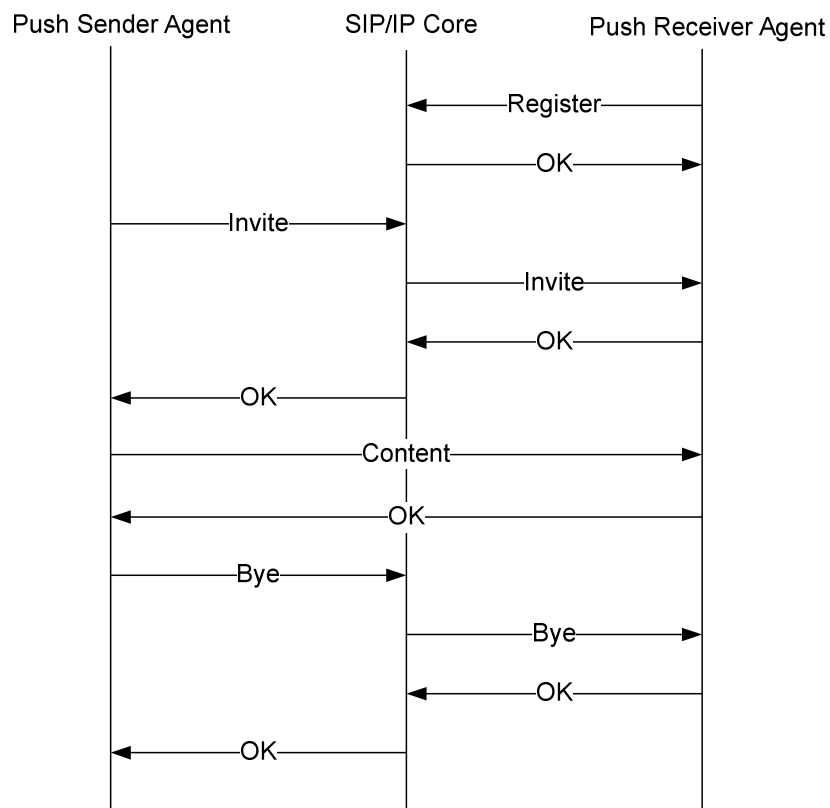 Push Sender Agent
SIP/IP Core
Push Receiver Agent
Register
OK
Invite
Invite
OK
OK
Content
OK
Bye
Bye
OK
OK